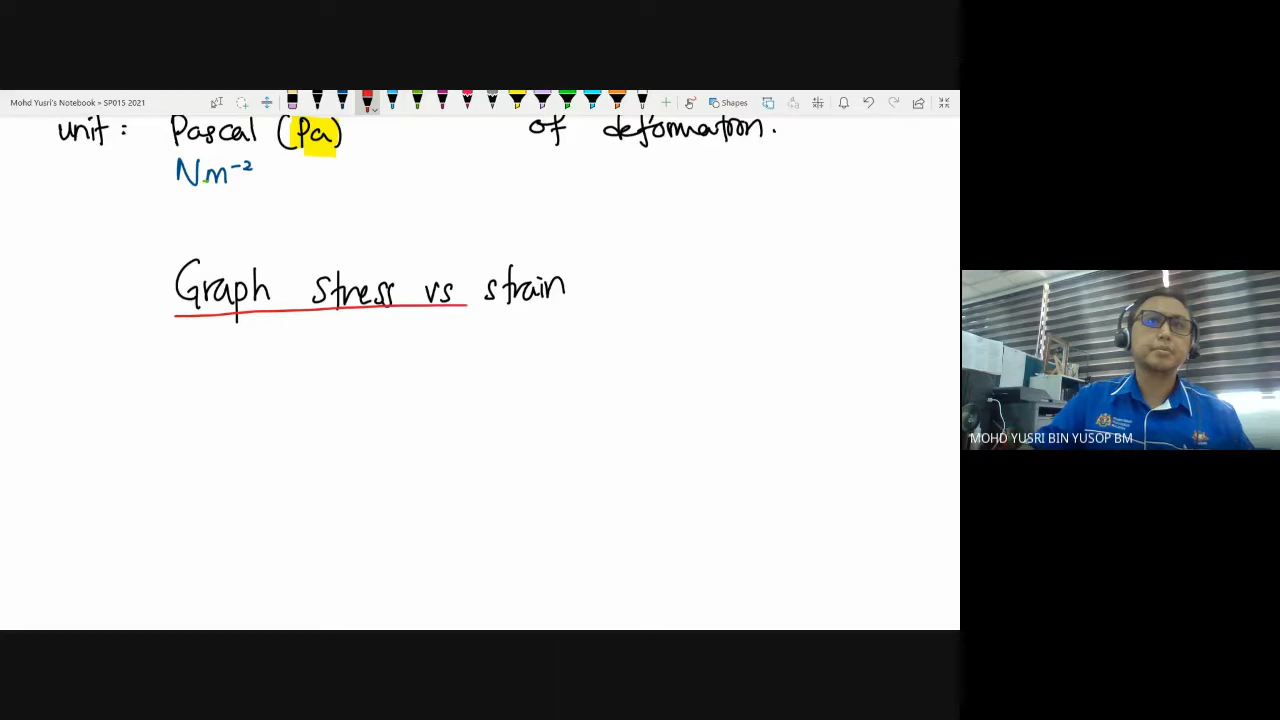 Mohd Yusri's Notebook » SP015 2021
Shapes
unit : Pascal (Pa)
of deformation.
Nm⁻²
Graph stress vs strain
MOHD YUSRI BIN YUSOP BM